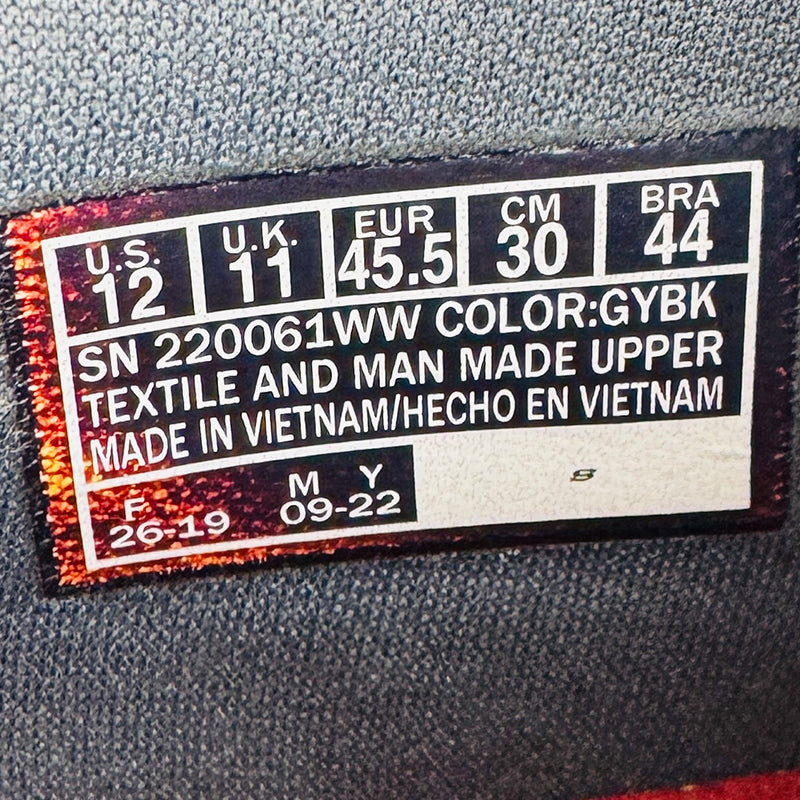 U.S. U.K. EUR CM BRA
12 11 45.5 30 44
SN 220061WW COLOR:GYBK
TEXTILE AND MAN MADE UPPER
MADE IN VIETNAM/HECHO EN VIETNAM
F M Y
26-19 09-22
S